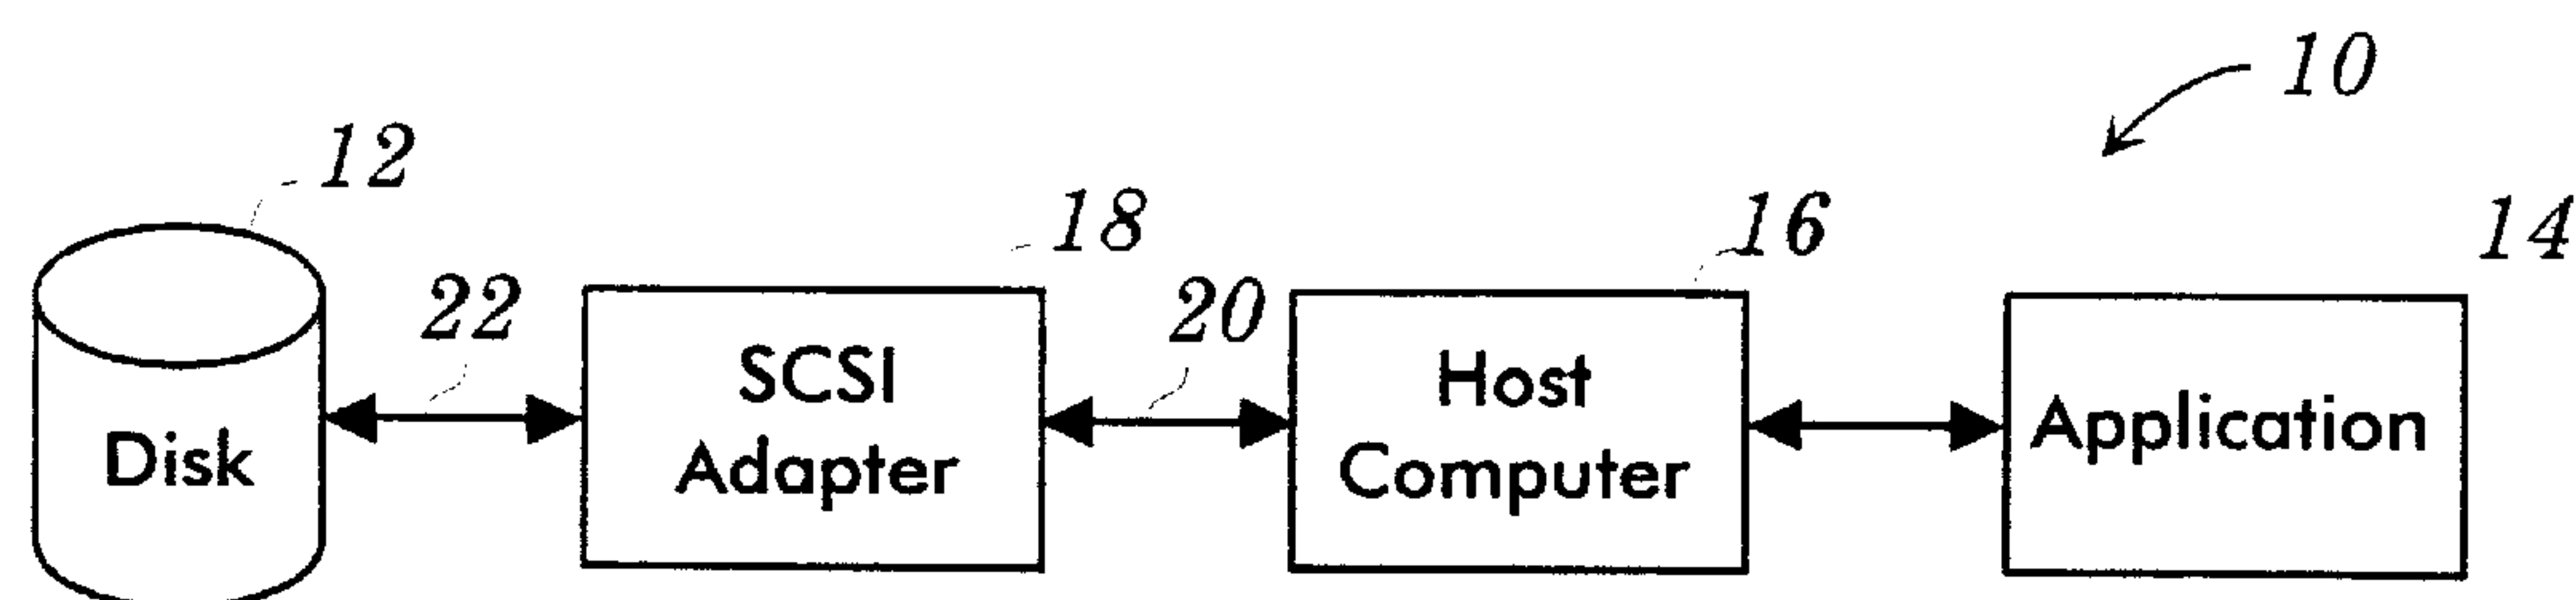 10
12
18
16
14
22
20
SCSI
Adapter
Host
Computer
Application
Disk